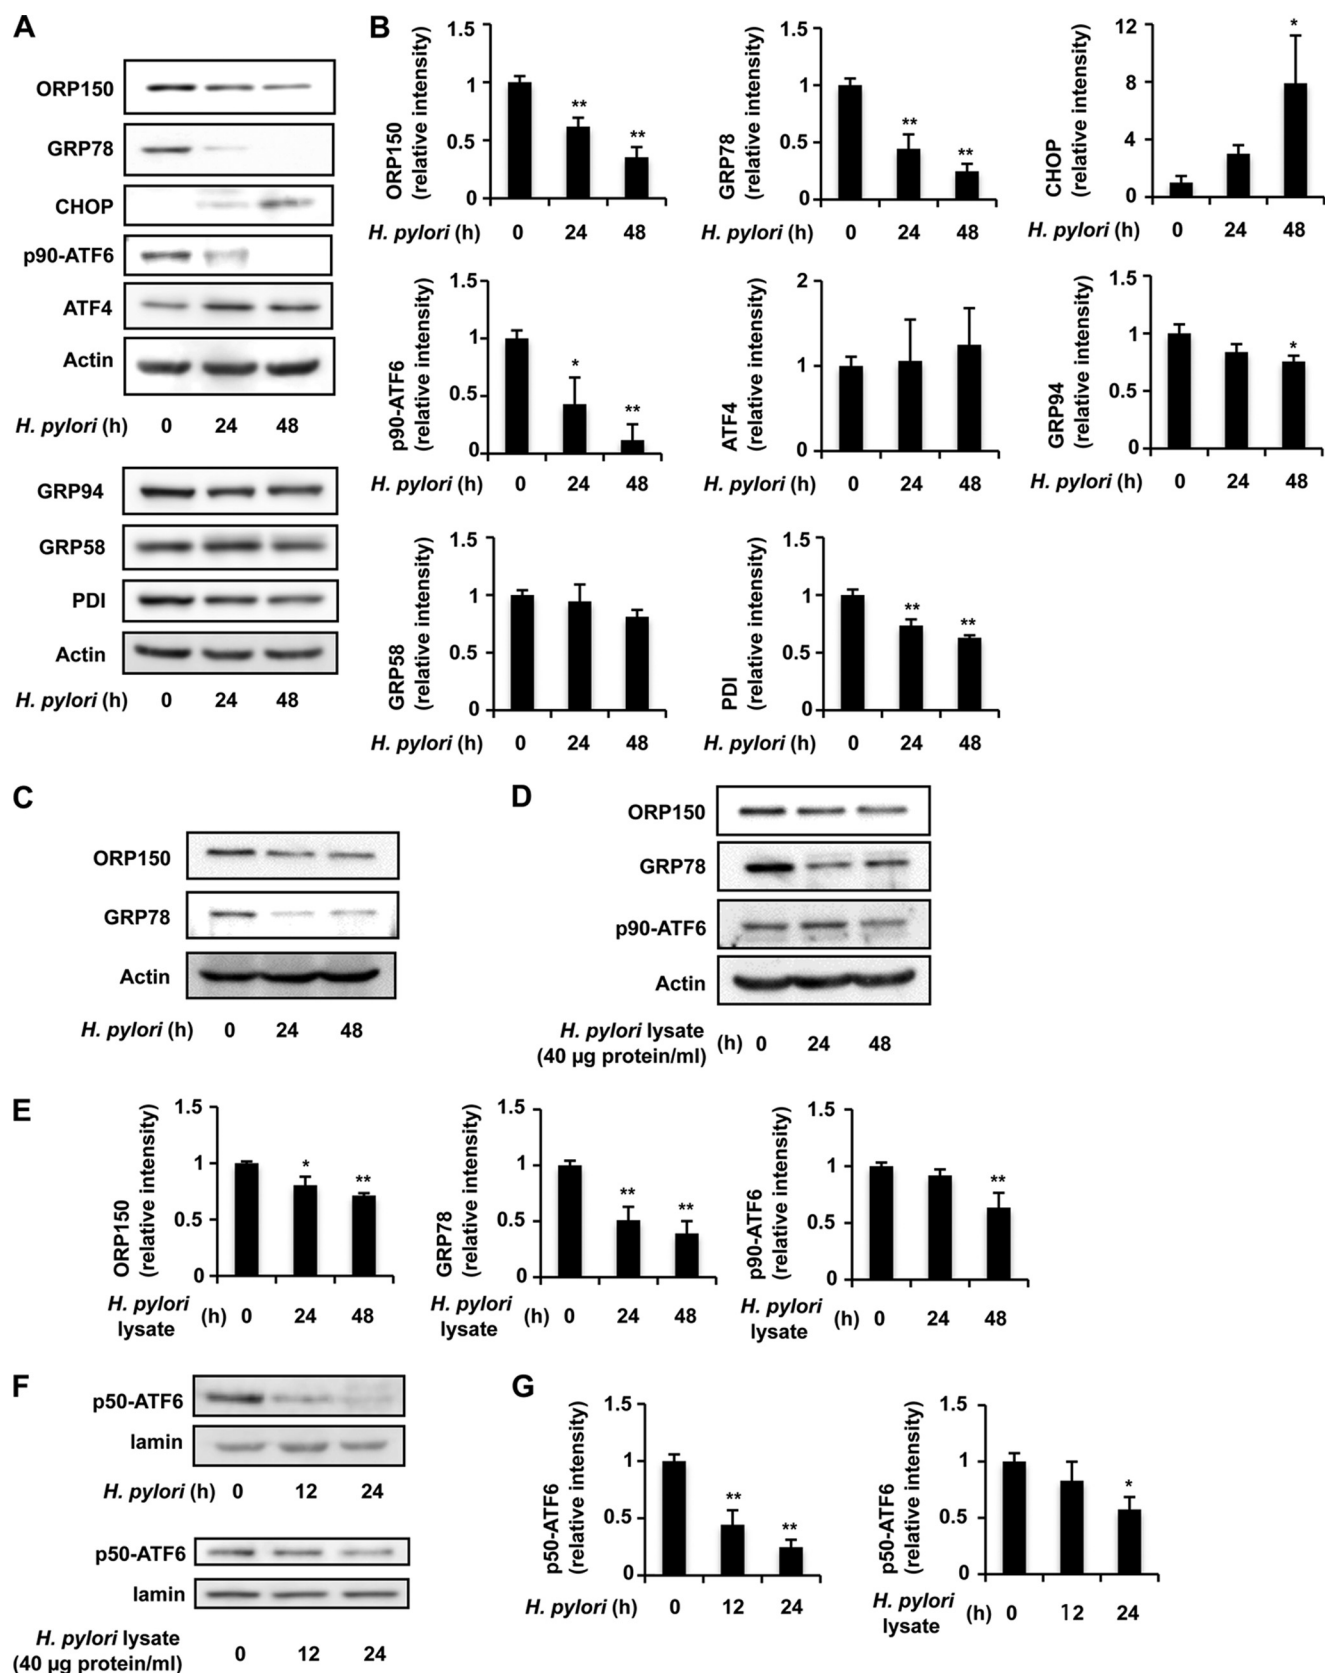 A
ORP150
GRP78
CHOP
p90-ATF6
ATF4
Actin
H. pylori (h) 0 24 48
GRP94
GRP58
PDI
Actin
H. pylori (h) 0 24 48
B
ORP150
(relative intensity)
1.5
1
0.5
0
H. pylori (h) 0 24 48
** **
GRP78
(relative intensity)
1.5
1
0.5
0
H. pylori (h) 0 24 48
** **
CHOP
(relative intensity)
12
8
4
0
H. pylori (h) 0 24 48
*
p90-ATF6
(relative intensity)
1.5
1
0.5
0
H. pylori (h) 0 24 48
* **
ATF4
(relative intensity)
2
1
0
H. pylori (h) 0 24 48
GRP94
(relative intensity)
1.5
1
0.5
0
H. pylori (h) 0 24 48
*
GRP58
(relative intensity)
1.5
1
0.5
0
H. pylori (h) 0 24 48
PDI
(relative intensity)
1.5
1
0.5
0
H. pylori (h) 0 24 48
** **
C
ORP150
GRP78
Actin
H. pylori (h) 0 24 48
D
ORP150
GRP78
p90-ATF6
Actin
H. pylori lysate
(40 µg protein/ml) (h) 0 24 48
E
ORP150
(relative intensity)
1.5
1
0.5
0
* **
H. pylori
lysate (h) 0 24 48
GRP78
(relative intensity)
1.5
1
0.5
0
** **
H. pylori
lysate (h) 0 24 48
p90-ATF6
(relative intensity)
1.5
1
0.5
0
**
H. pylori
lysate (h) 0 24 48
F
p50-ATF6
lamin
H. pylori (h) 0 12 24
p50-ATF6
lamin
H. pylori lysate
(40 µg protein/ml) 0 12 24
G
p50-ATF6
(relative intensity)
1.5
1
0.5
0
** **
H. pylori (h) 0 12 24
p50-ATF6
(relative intensity)
1.5
1
0.5
0
*
H. pylori
lysate (h) 0 12 24